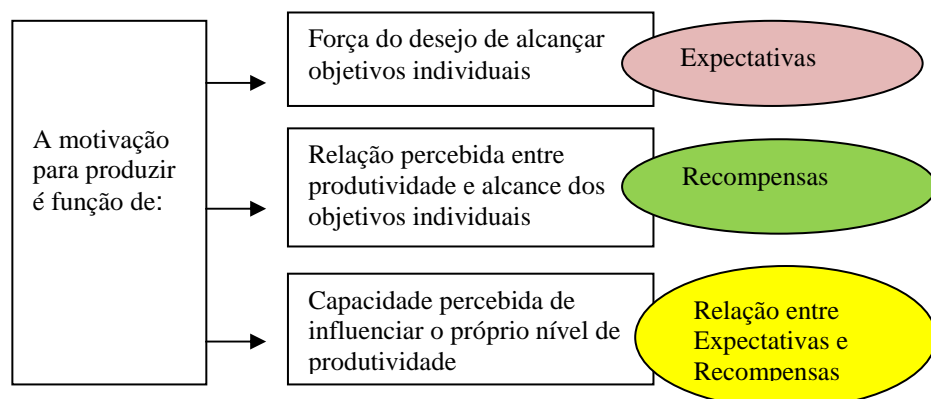 A motivação
para produzir
é função de:
Força do desejo de alcançar
objetivos individuais
Expectativas
Relação percebida entre
produtividade e alcance dos
objetivos individuais
Recompensas
Capacidade percebida de
influenciar o próprio nível de
produtividade
Relação entre
Expectativas e
Recompensas